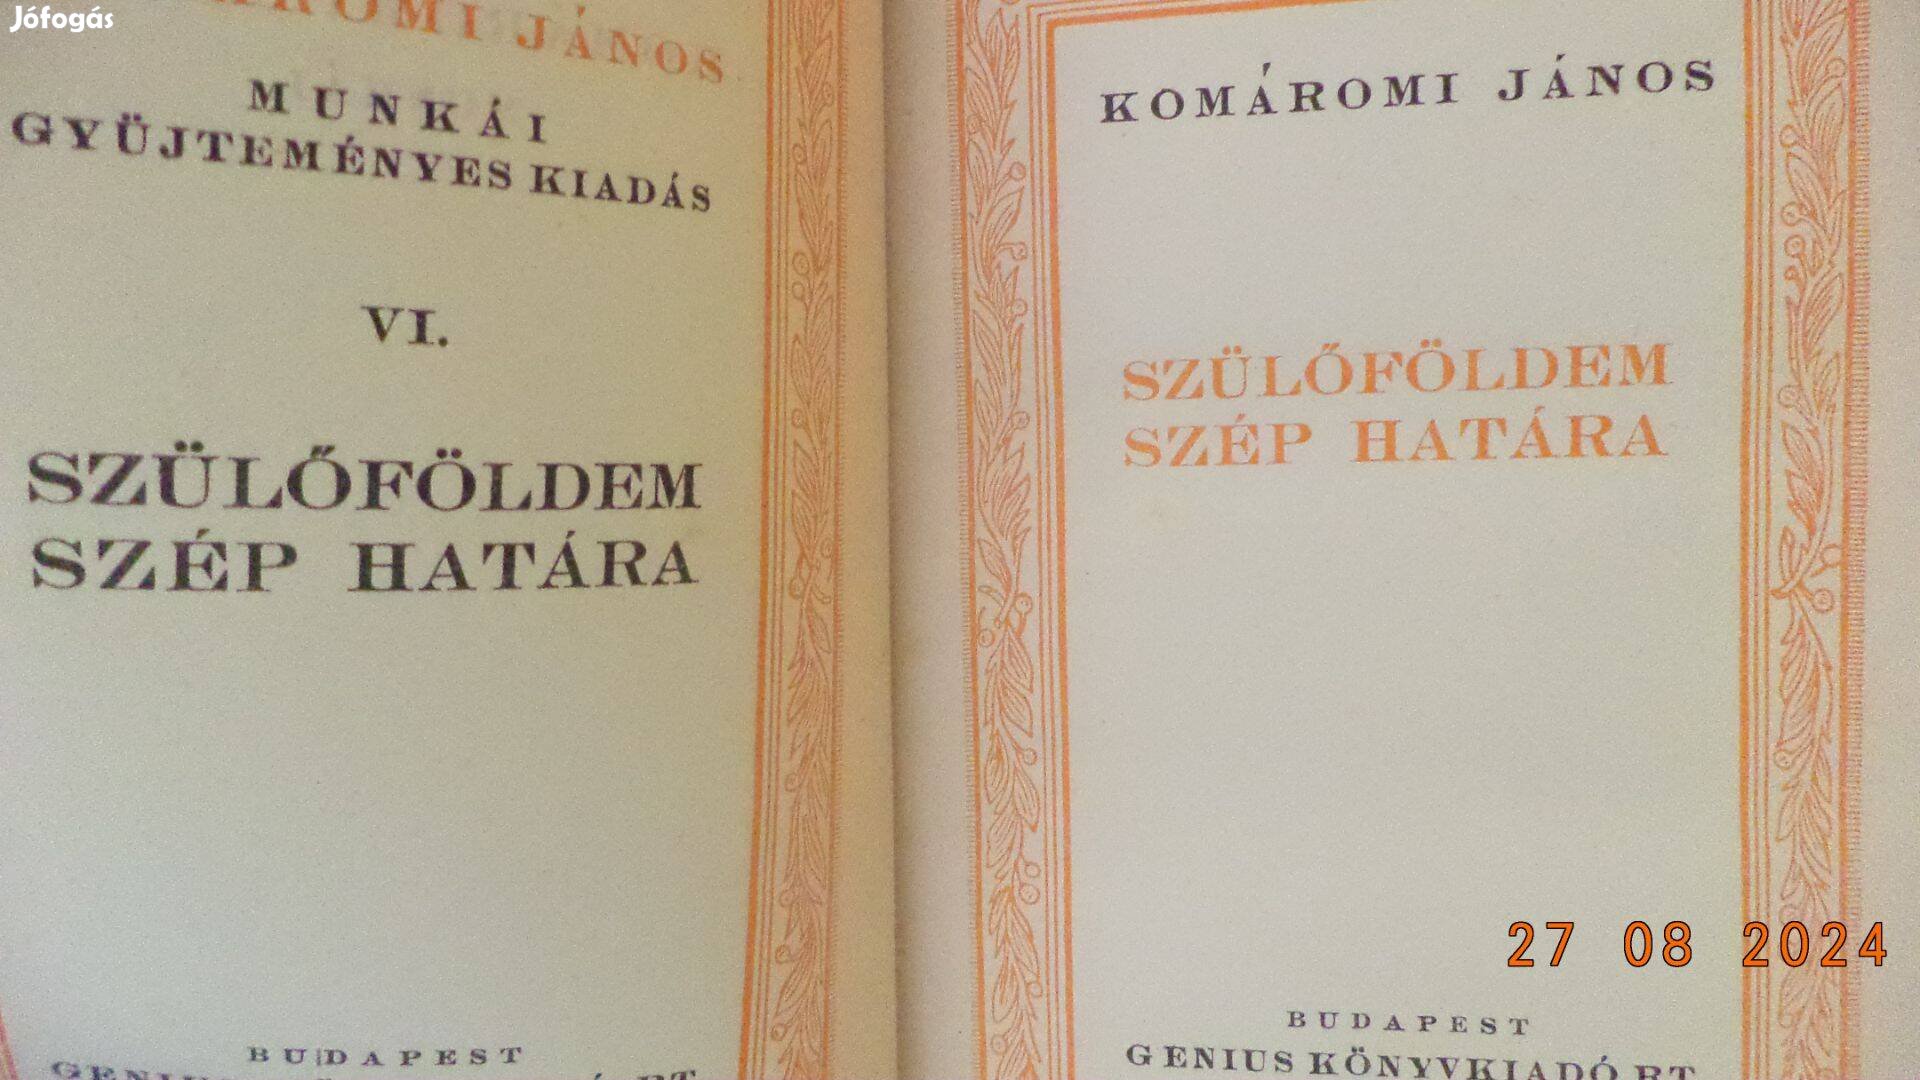 Jófogás
JÁNOS
MUNKÁI
GYÜJTEMÉNYES KIADÁS
VI.
SZÜLŐFÖLDEM
SZÉP HATÁRA
BUDAPEST
KOMÁROMI JÁNOS
SZÜLŐFÖLDEM
SZÉP HATÁRA
BUDAPEST
GENIUS KÖNYVKIADÓ RT
27 08 2024